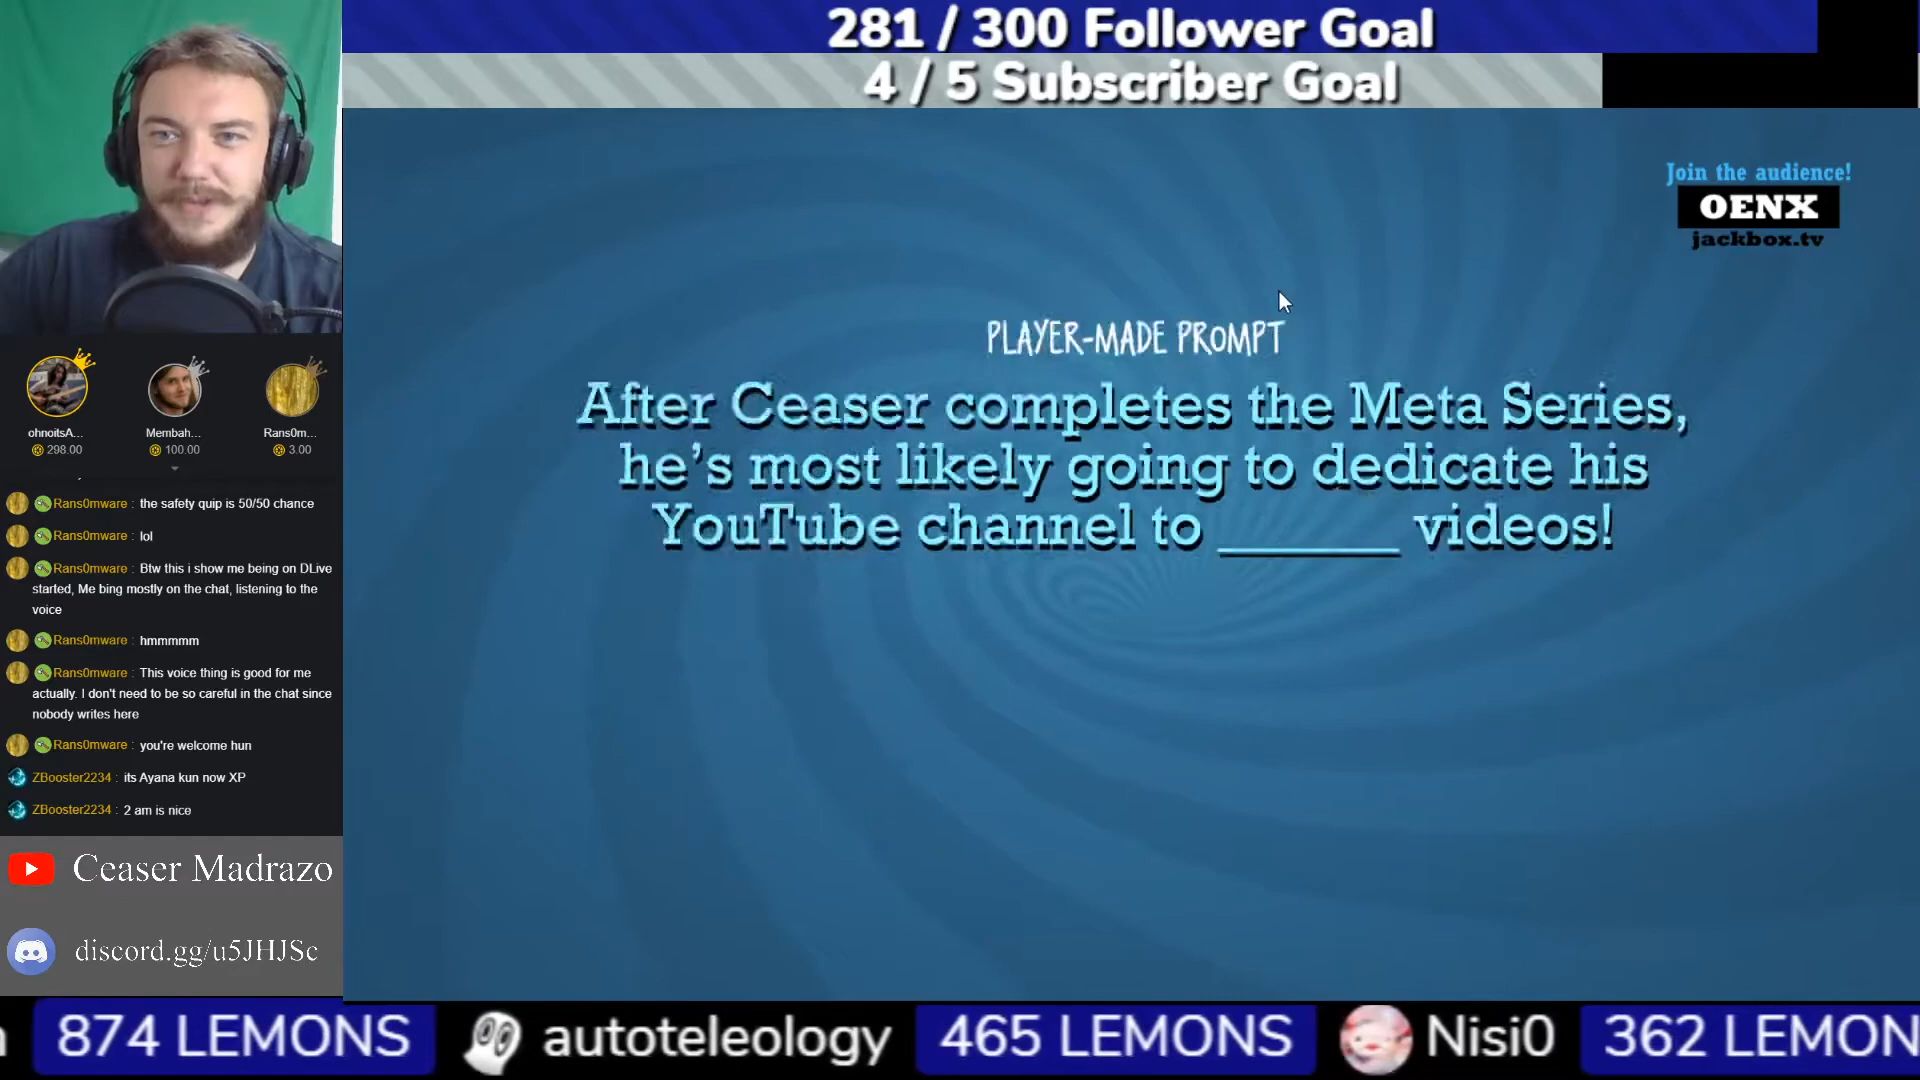 281 / 300 Follower Goal
4 / 5 Subscriber Goal
Join the audience!
OENX
jackbox.tv
PLAYER-MADE PROMPT
After Ceaser completes the Meta Series,
he's most likely going to dedicate his
YouTube channel to ______ videos!
ohnoitsA...
298.00
Membah...
100.00
Rans0m...
3.00
Rans0mware : the safety quip is 50/50 chance
Rans0mware : lol
Rans0mware : Btw this i show me being on DLive
started, Me bing mostly on the chat, listening to the
voice
Rans0mware : hmmmmm
Rans0mware : This voice thing is good for me
actually. I don't need to be so careful in the chat since
nobody writes here
Rans0mware : you're welcome hun
ZBooster2234 : its Ayana kun now XP
ZBooster2234 : 2 am is nice
Ceaser Madrazo
discord.gg/u5JHJSc
874 LEMONS
autoteleology
465 LEMONS
Nisi0
362 LEMON